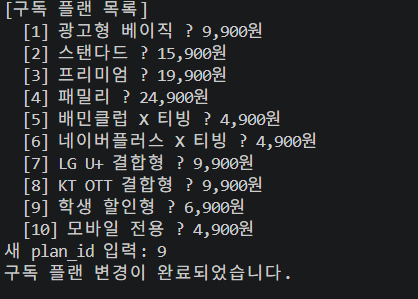 [구독 플랜 목록]
[1] 광고형 베이직 ? 9,900원
[2] 스탠다드 ? 15,900원
[3] 프리미엄 ? 19,900원
[4] 패밀리 ? 24,900원
[5] 배민클럽 X 티빙 ? 4,900원
[6] 네이버플러스 X 티빙 ? 4,900원
[7] LG U+ 결합형 ? 9,900원
[8] KT OTT 결합형 ? 9,900원
[9] 학생 할인형 ? 6,900원
[10] 모바일 전용 ? 4,900원
새 plan_id 입력: 9
구독 플랜 변경이 완료되었습니다.